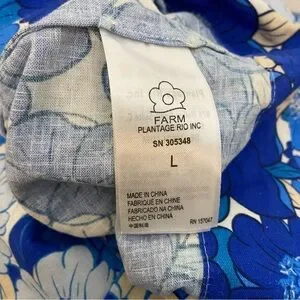 FARM
PLANTAGE RIO INC
SN 305348
L
MADE IN CHINA
FABRIQUÉ EN CHINE
FABRICADO NA CHINA
HECHO EN CHINA
中国制造
RN 157047